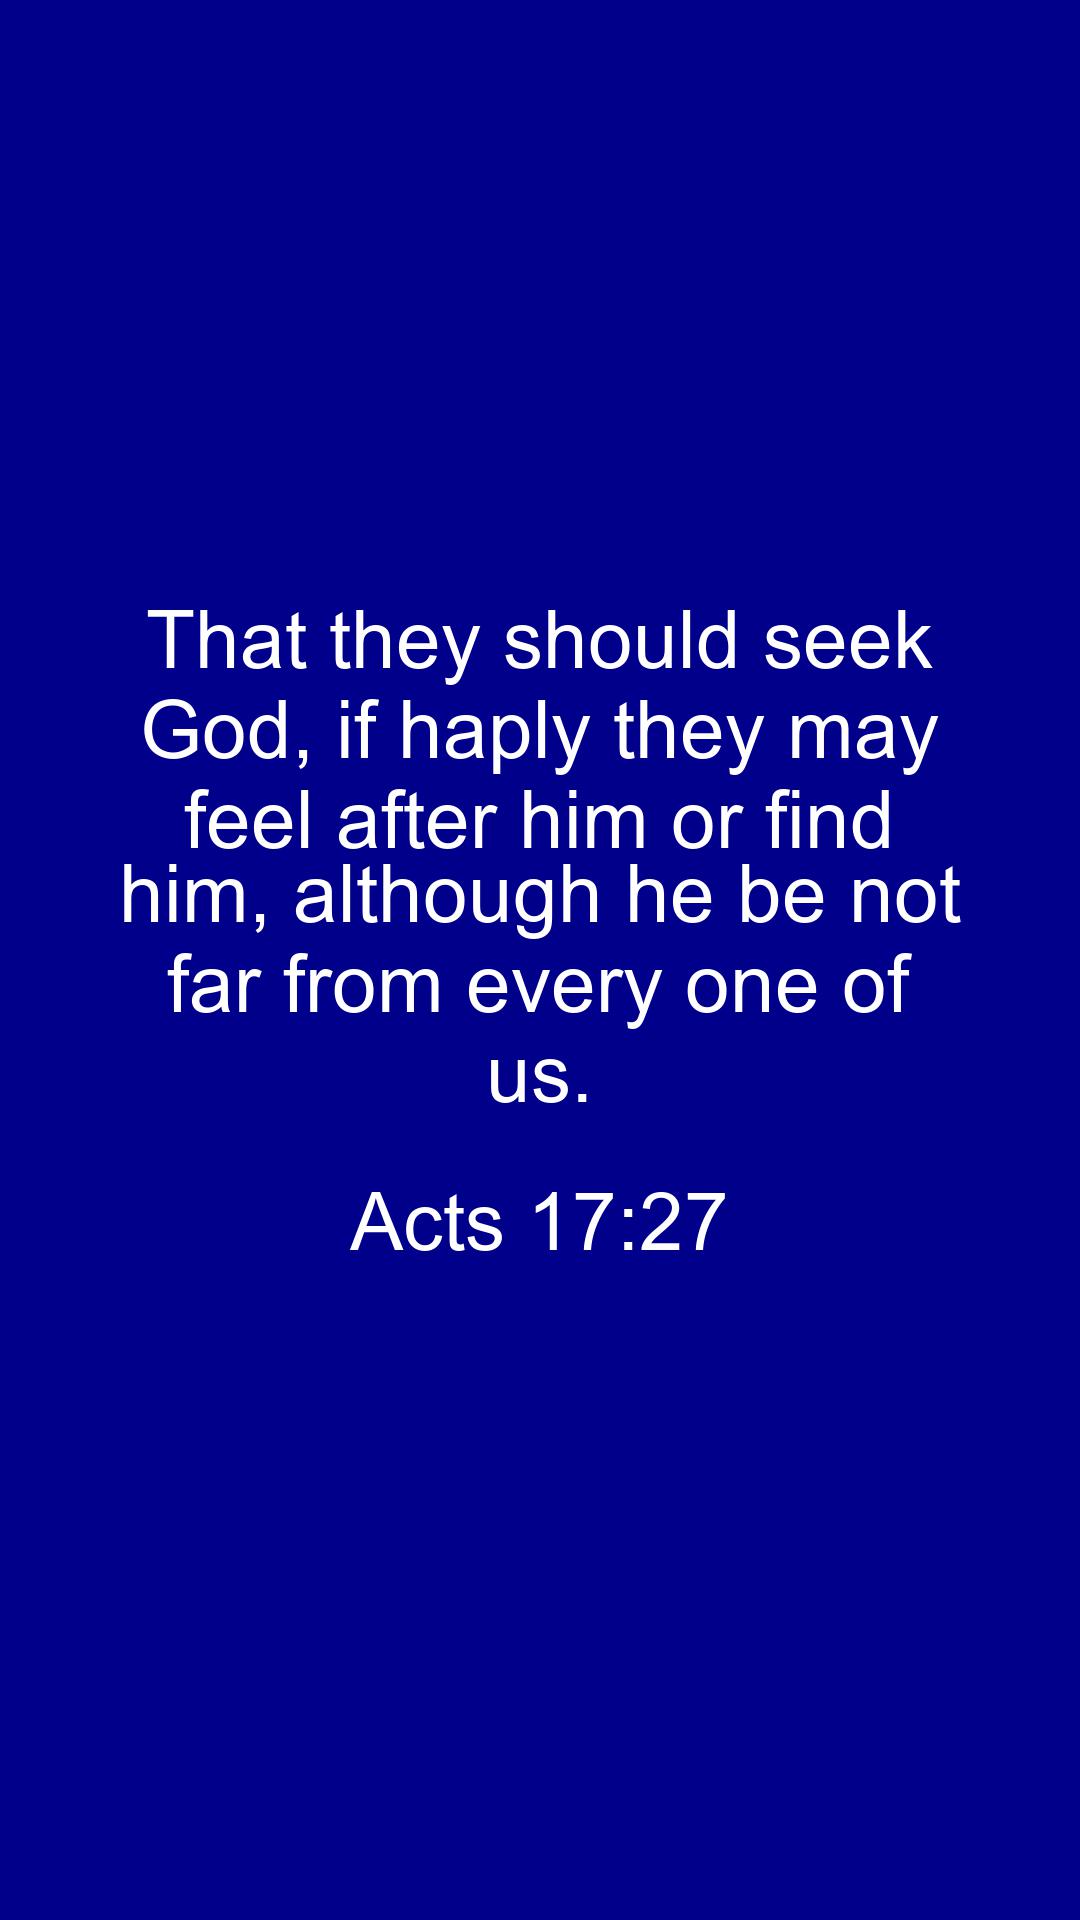 That they should seek
God, if haply they may
feel after him or find
him, although he be not
far from every one of
us.
Acts 17:27